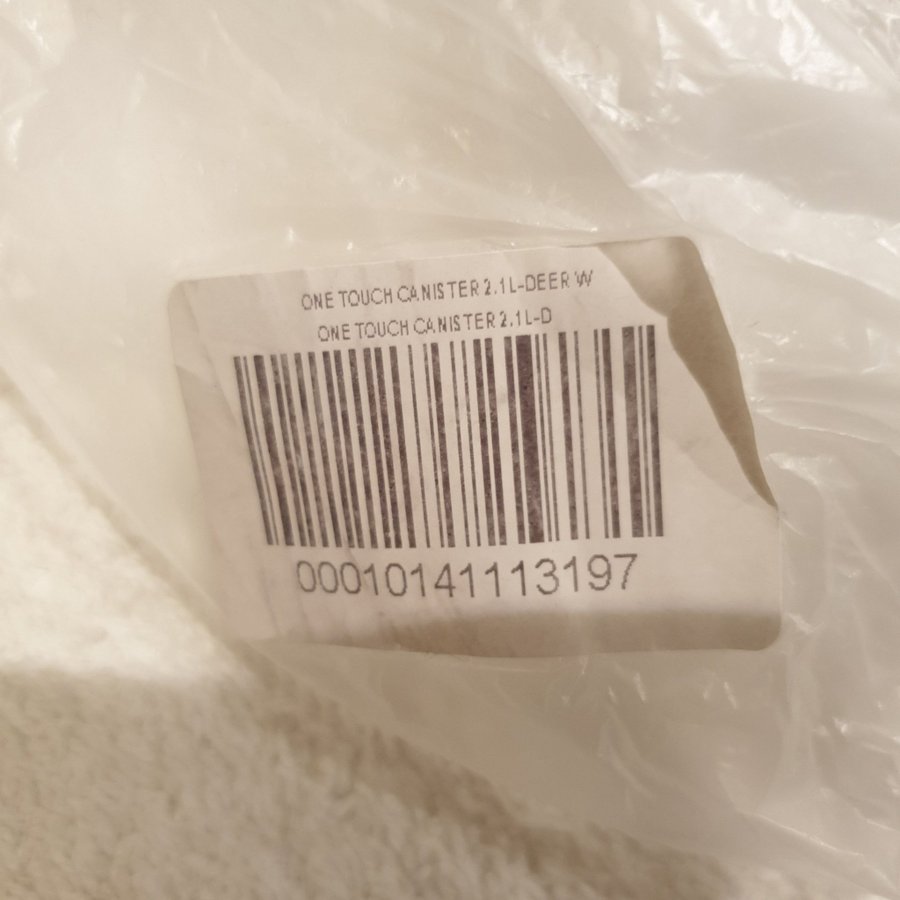 ONE TOUCH CANISTER 2.1L-DEER W
ONE TOUCH CANISTER 2.1L-D
00010141113197